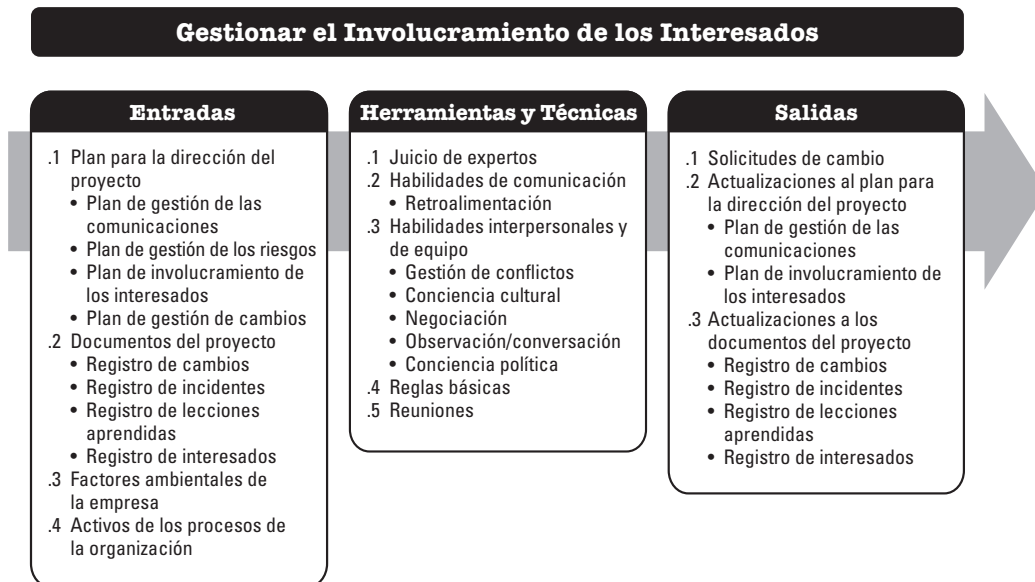 Gestionar el Involucramiento de los Interesados
Entradas
.1 Plan para la dirección del
proyecto
• Plan de gestión de las
comunicaciones
• Plan de gestión de los riesgos
• Plan de involucramiento de
los interesados
• Plan de gestión de cambios
.2 Documentos del proyecto
• Registro de cambios
• Registro de incidentes
• Registro de lecciones
aprendidas
• Registro de interesados
.3 Factores ambientales de
la empresa
.4 Activos de los procesos de
la organización
Herramientas y Técnicas
.1 Juicio de expertos
.2 Habilidades de comunicación
• Retroalimentación
.3 Habilidades interpersonales y
de equipo
• Gestión de conflictos
• Conciencia cultural
• Negociación
• Observación/conversación
• Conciencia política
.4 Reglas básicas
.5 Reuniones
Salidas
.1 Solicitudes de cambio
.2 Actualizaciones al plan para
la dirección del proyecto
• Plan de gestión de las
comunicaciones
• Plan de involucramiento de
los interesados
.3 Actualizaciones a los
documentos del proyecto
• Registro de cambios
• Registro de incidentes
• Registro de lecciones
aprendidas
• Registro de interesados